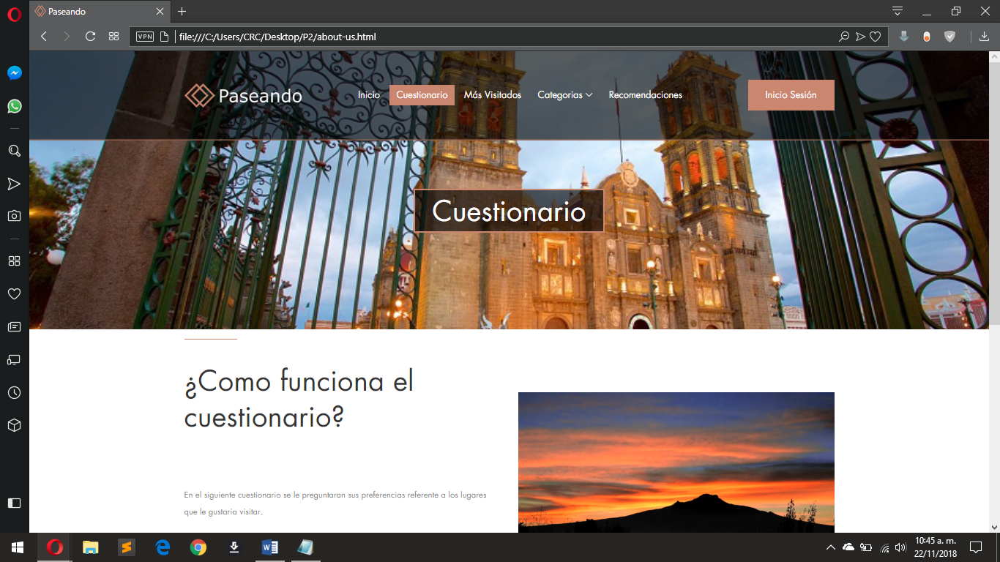 Paseando
VPN
file:///C:/Users/CRC/Desktop/P2/about-us.html
Paseando
Inicio
Cuestionario
Más Visitados
Categorias
Recomendaciones
Inicio Sesión
Cuestionario
¿Como funciona el
cuestionario?
En el siguiente cuestionario se le preguntaran sus preferencias referente a los lugares
que le gustaria visitar.
10:45 a. m.
22/11/2018